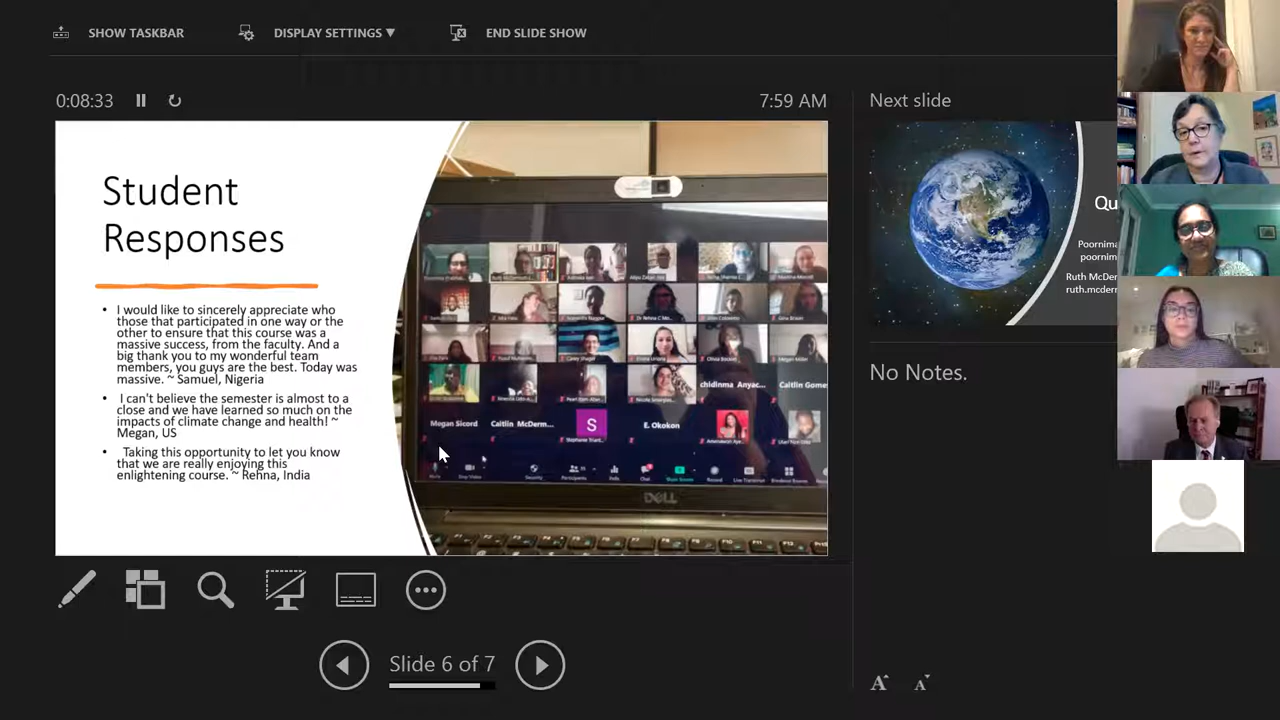 SHOW TASKBAR
DISPLAY SETTINGS ▼
END SLIDE SHOW
0:08:33
7:59 AM
Next slide
Student
Responses
• I would like to sincerely appreciate who
those that participated in one way or the
other to ensure that this course was a
massive success, from the faculty. And a
big thank you to my wonderful team
members, you guys are the best. Today was
massive. ~ Samuel, Nigeria
• I can't believe the semester is almost to a
close and we have learned so much on the
impacts of climate change and health! ~
Megan, US
• Taking this opportunity to let you know
that we are really enjoying this
enlightening course. ~ Rehna, India
chidinma Anyac...
Caitlin Gome
Megan Sicord
Caitlin McDerm...
S
E. Okokon
Security
Participants
Chat
Record
DELL
Qu
Poornima
poornim
Ruth McDer
ruth.mcderr
No Notes.
Slide 6 of 7
A
A